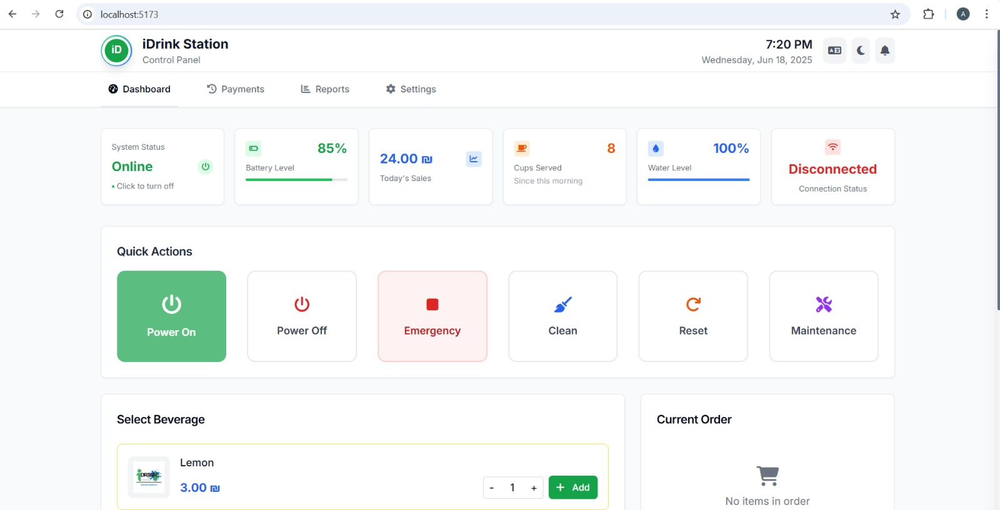 localhost:5173
A
iD
iDrink Station
Control Panel
7:20 PM
Wednesday, Jun 18, 2025
Dashboard
Payments
Reports
Settings
System Status
Online
• Click to turn off
85%
Battery Level
24.00 ₪
Today's Sales
8
Cups Served
Since this morning
100%
Water Level
Disconnected
Connection Status
Quick Actions
Power On
Power Off
Emergency
Clean
Reset
Maintenance
Select Beverage
Lemon
3.00 ₪
- 1 +
+ Add
Current Order
No items in order